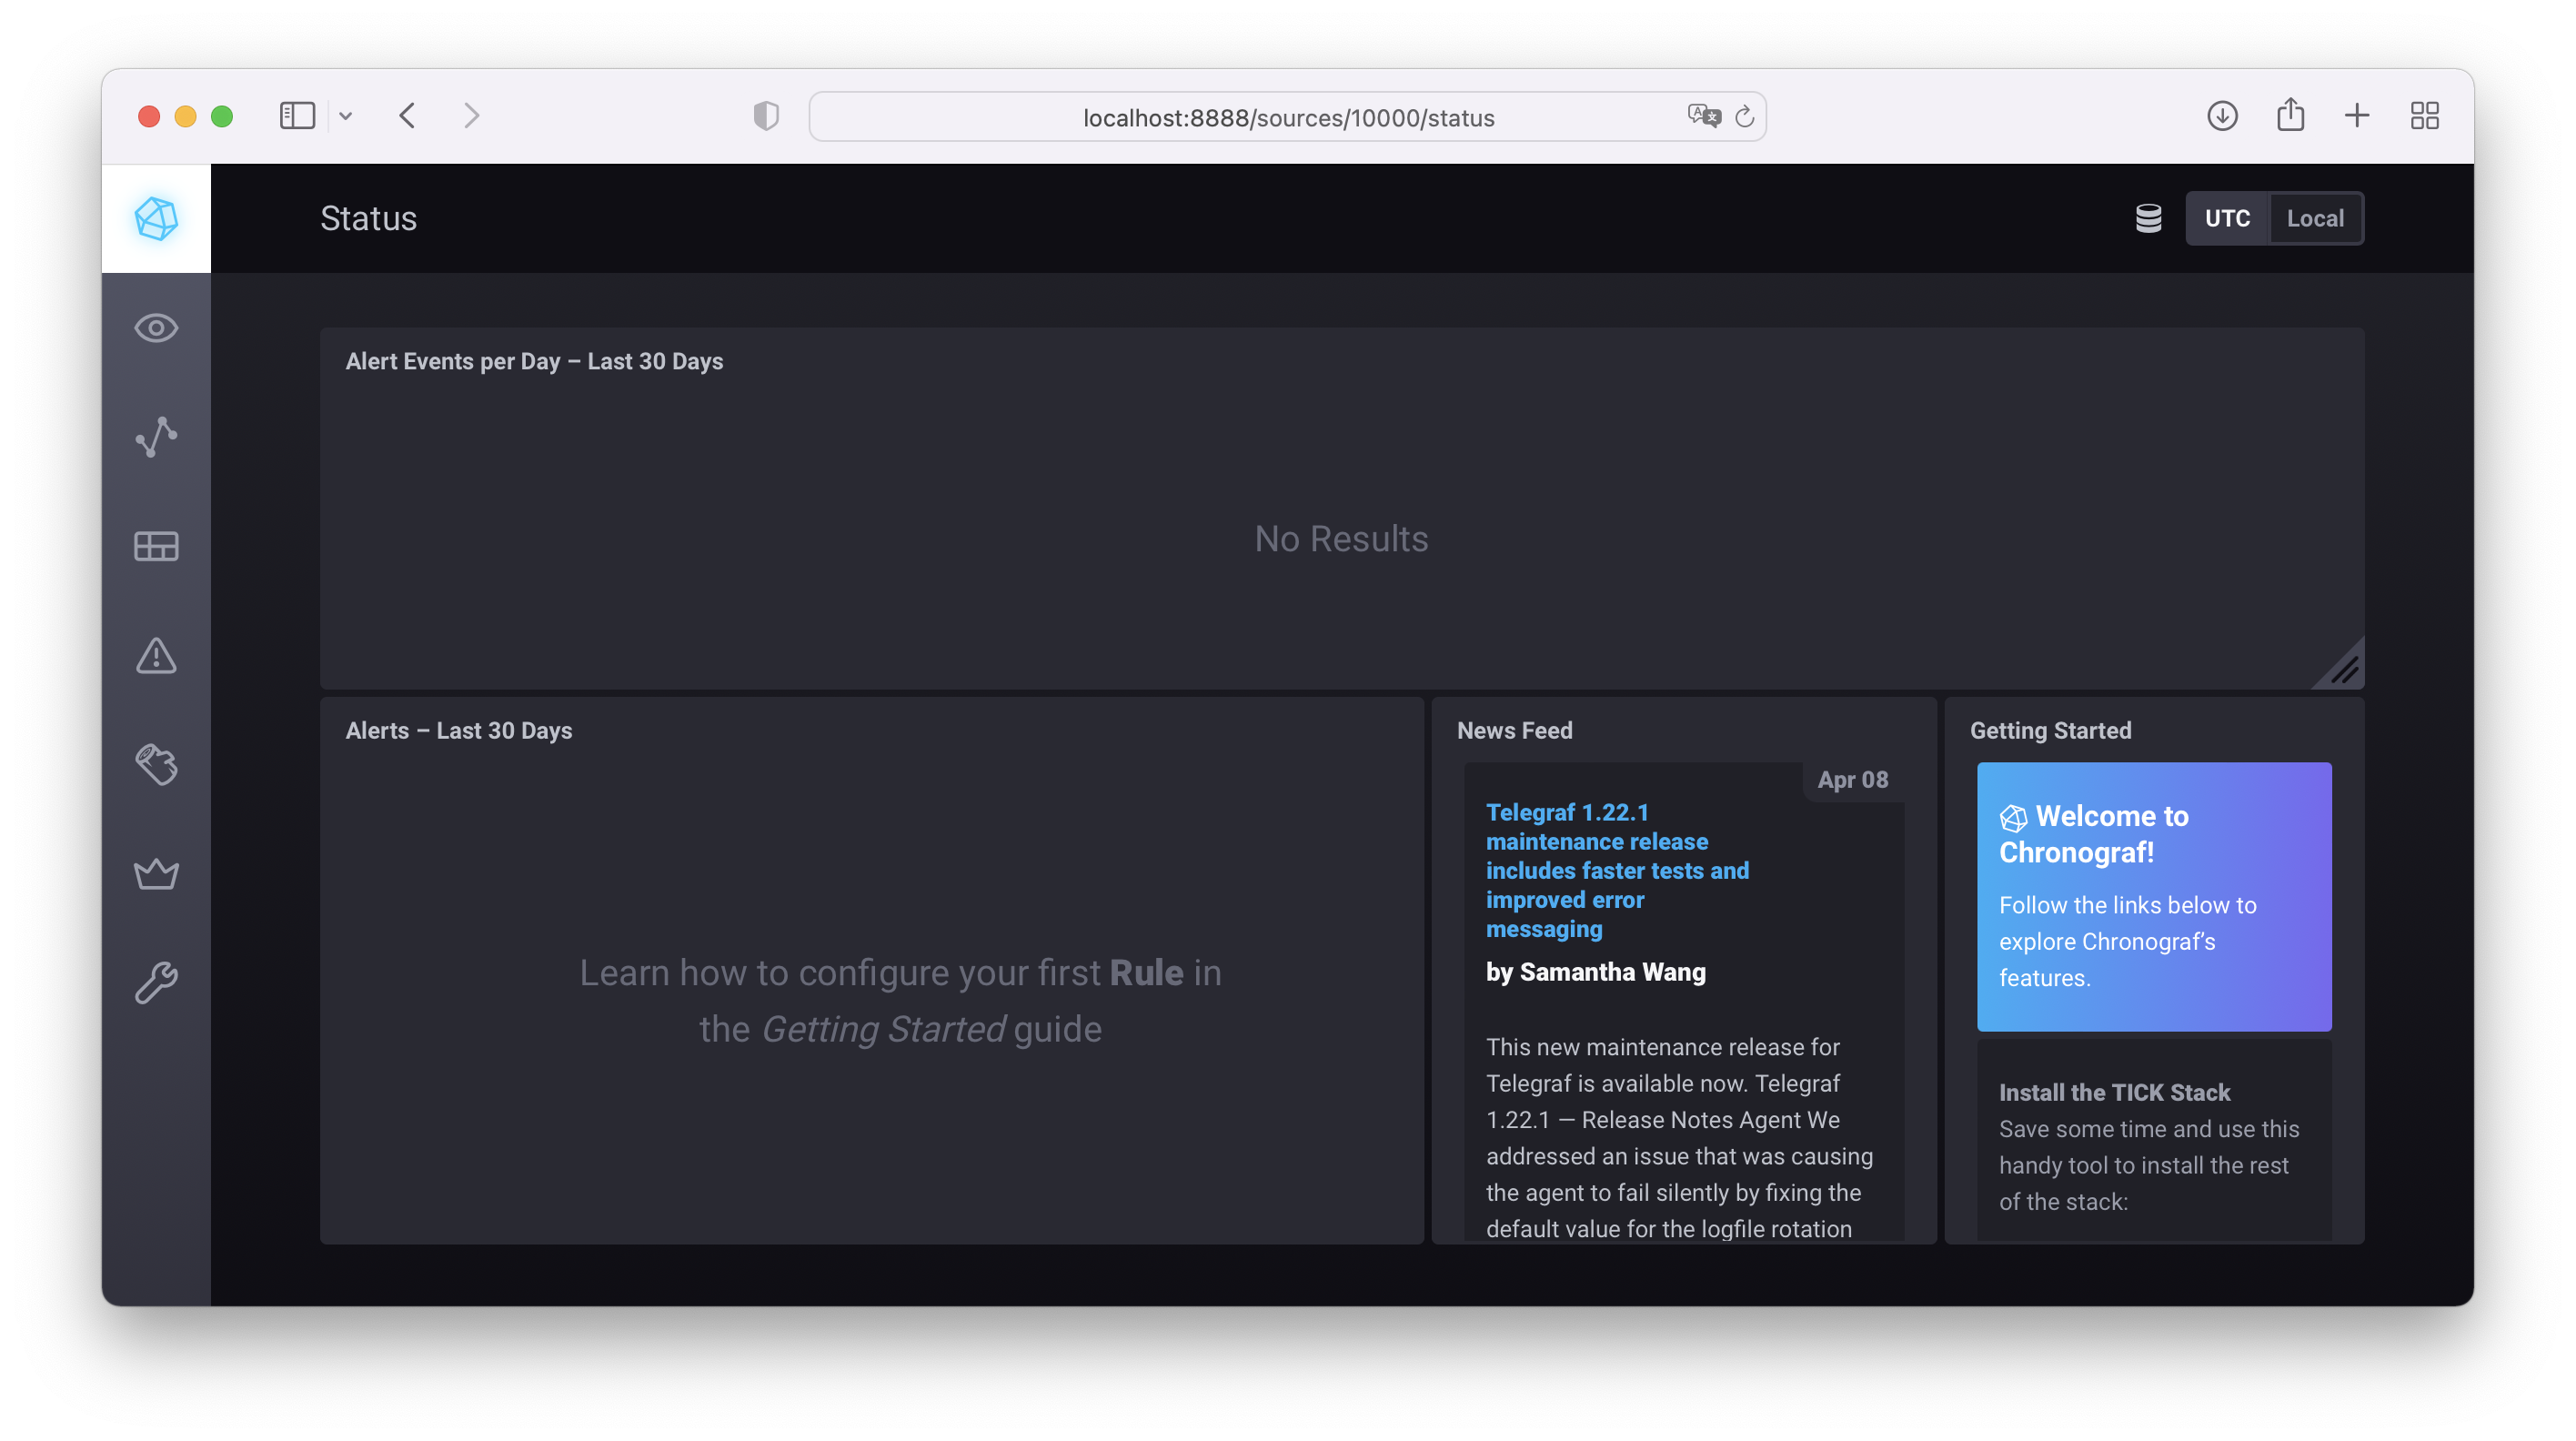 localhost:8888/sources/10000/status
Status
UTC
Local
Alert Events per Day – Last 30 Days
No Results
Alerts – Last 30 Days
Learn how to configure your first Rule in
the Getting Started guide
News Feed
Apr 08
Telegraf 1.22.1
maintenance release
includes faster tests and
improved error
messaging
by Samantha Wang
This new maintenance release for
Telegraf is available now. Telegraf
1.22.1 — Release Notes Agent We
addressed an issue that was causing
the agent to fail silently by fixing the
default value for the logfile rotation
Getting Started
Welcome to
Chronograf!
Follow the links below to
explore Chronograf’s
features.
Install the TICK Stack
Save some time and use this
handy tool to install the rest
of the stack: